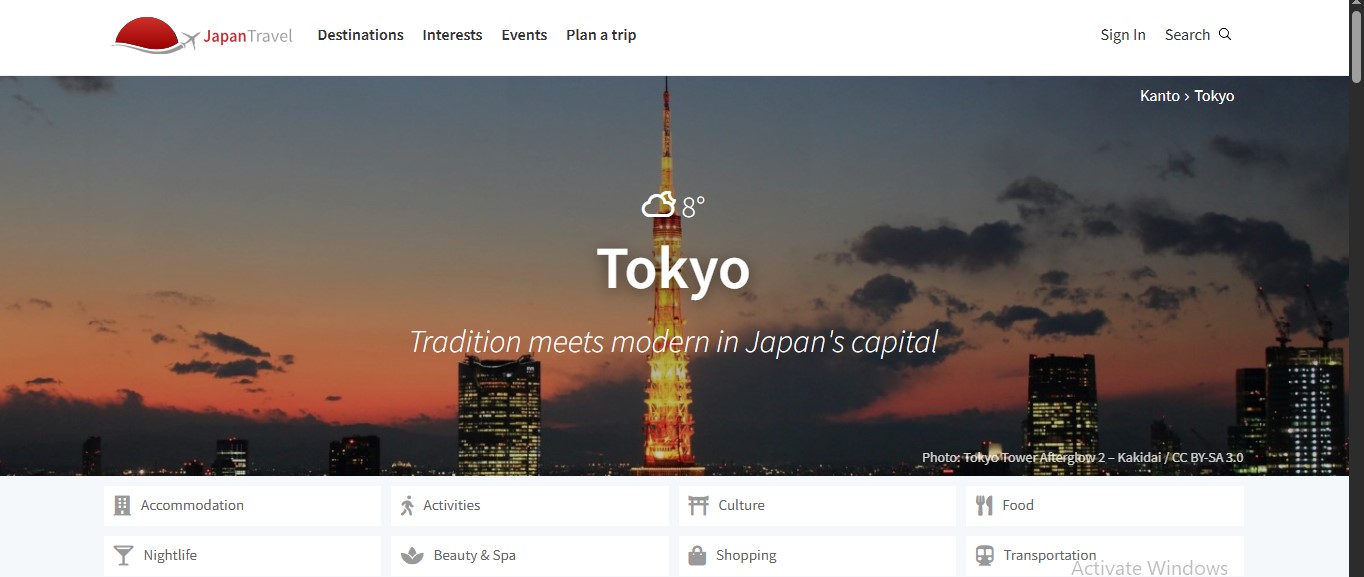 JapanTravel
Destinations Interests Events Plan a trip
Sign In Search
Kanto › Tokyo
8°
Tokyo
Tradition meets modern in Japan's capital
Photo: Tokyo Tower Afterglow 2 – Kakidai / CC BY-SA 3.0
Accommodation Activities Culture Food
Nightlife Beauty & Spa Shopping Transportation
Activate Windows